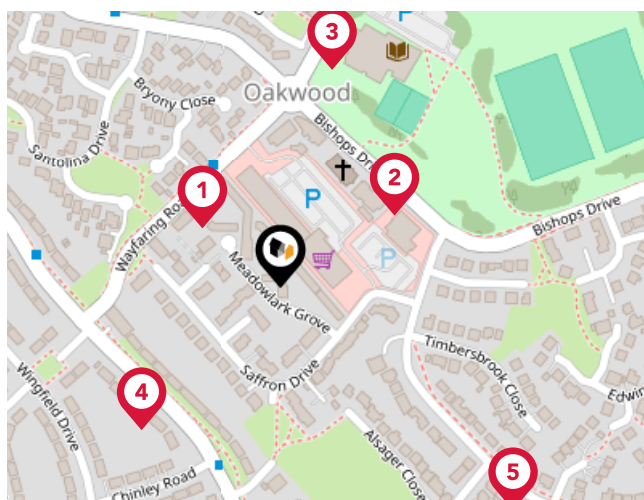 3
P
Oakwood
Bryony Close
Santolina Drive
Bishops Drive
1
2
P
Wayfaring Road
Bishops Drive
P
Meadowlark Grove
Timbersbrook Close
Saffron Drive
Wingfield Drive
4
Edwin
Alsager Close
Chinley Road
5